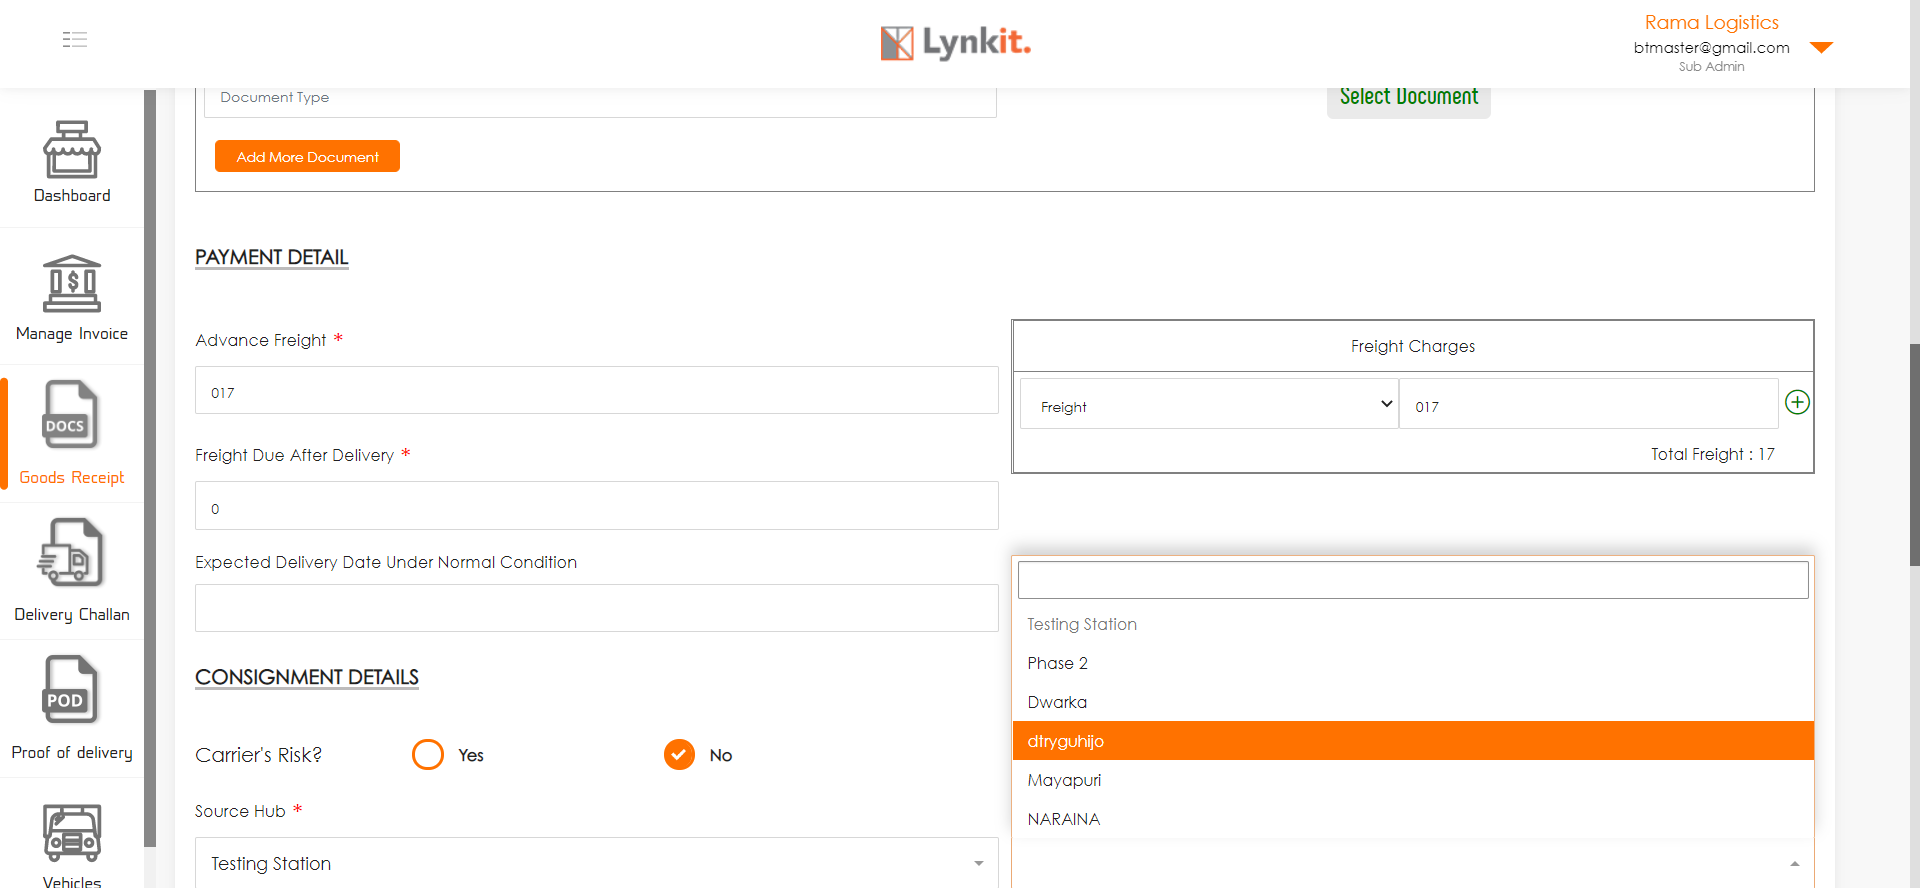 Lynkit.
Rama Logistics
btmaster@gmail.com
Sub Admin
Dashboard
Manage Invoice
DOCS
Goods Receipt
Delivery Challan
POD
Proof of delivery
Vehicles
Document Type
Select Document
Add More Document
PAYMENT DETAIL
Advance Freight *
017
Freight Charges
Freight
017
Total Freight : 17
Freight Due After Delivery *
0
Expected Delivery Date Under Normal Condition
CONSIGNMENT DETAILS
Carrier's Risk?
Yes
No
Source Hub *
Testing Station
Testing Station
Phase 2
Dwarka
dtryguhijo
Mayapuri
NARAINA